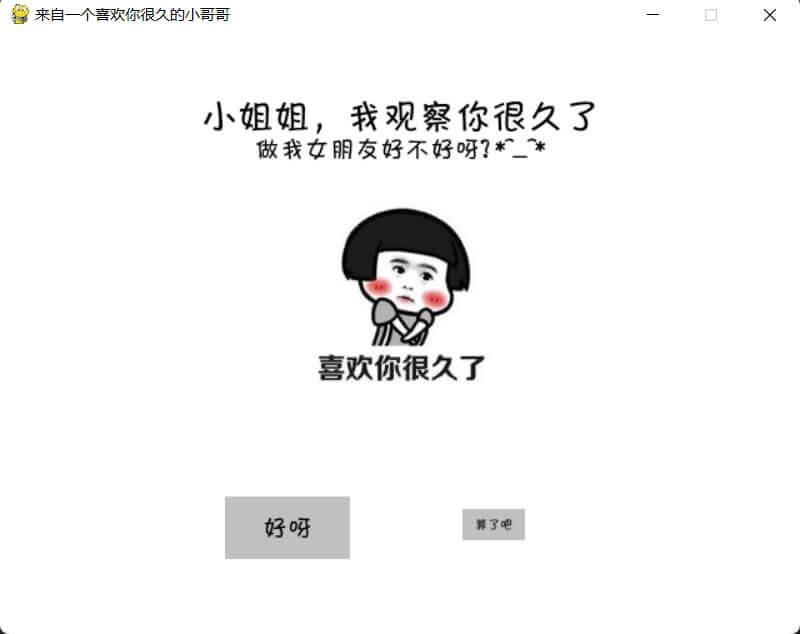 来自一个喜欢你很久的小哥哥
小姐姐，我观察你很久了
做我女朋友好不好呀?*^_^*
喜欢你很久了
好呀
算了吧